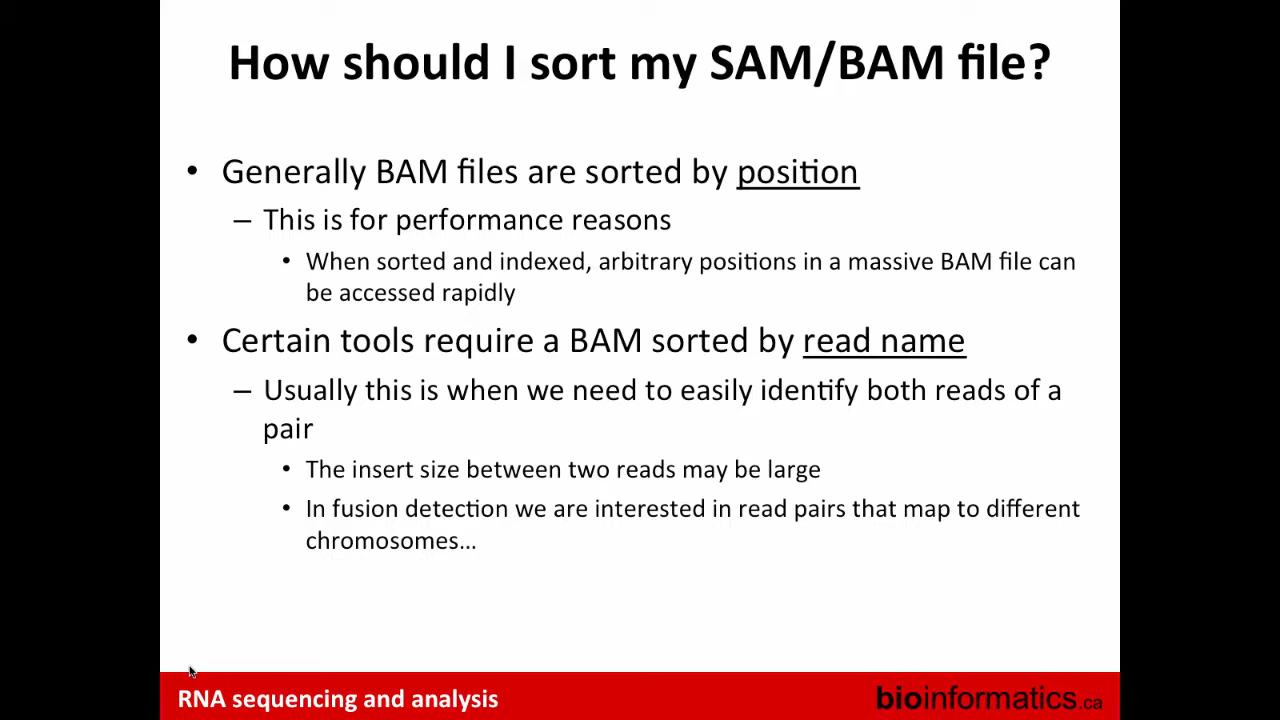 How should I sort my SAM/BAM file?
• Generally BAM files are sorted by position
– This is for performance reasons
• When sorted and indexed, arbitrary positions in a massive BAM file can
be accessed rapidly
• Certain tools require a BAM sorted by read name
– Usually this is when we need to easily identify both reads of a
pair
• The insert size between two reads may be large
• In fusion detection we are interested in read pairs that map to different
chromosomes…
RNA sequencing and analysis
bioinformatics.ca